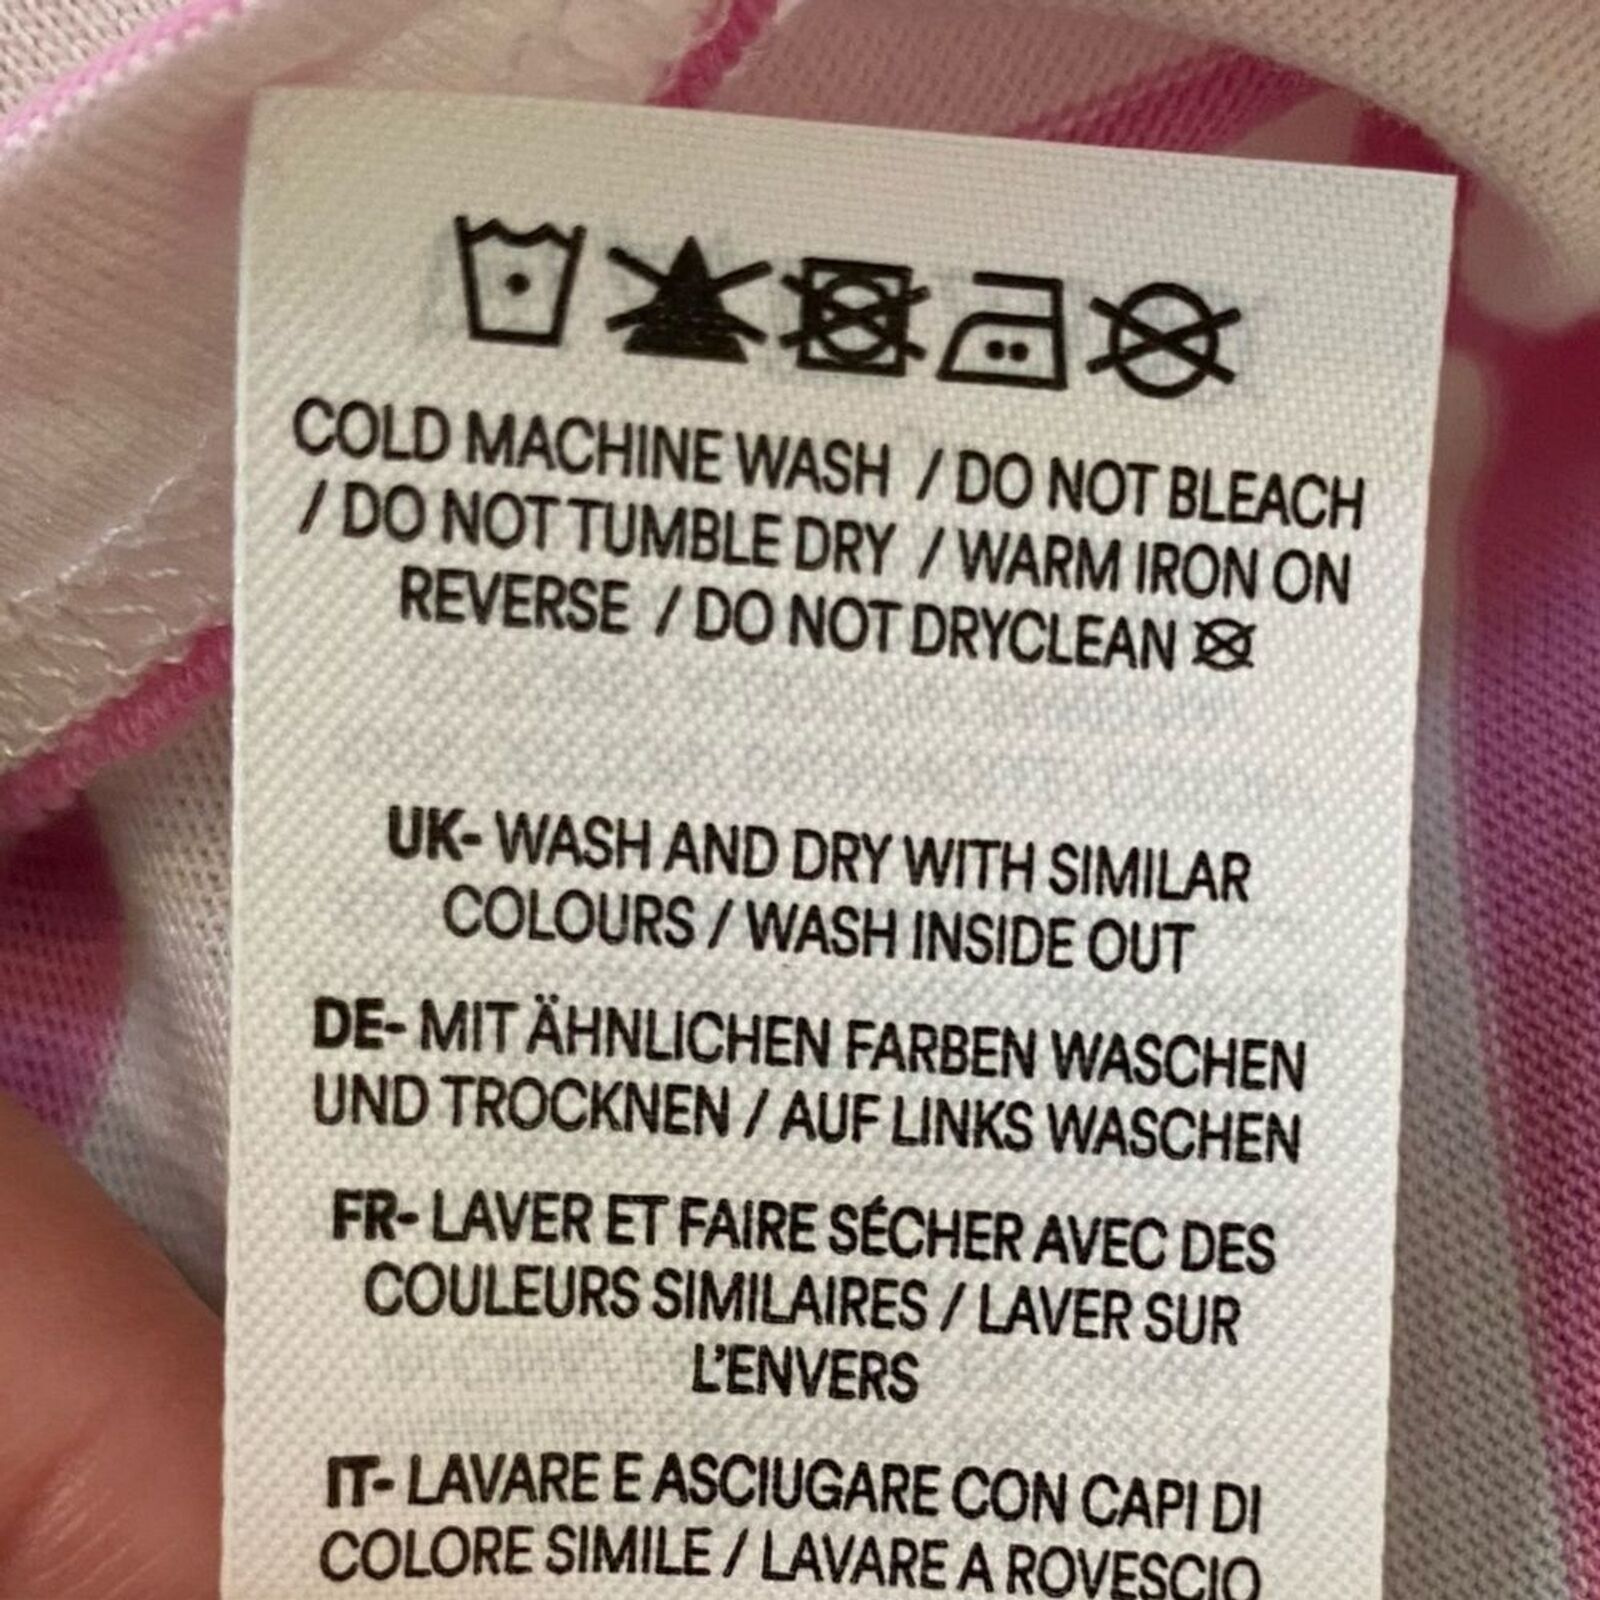 COLD MACHINE WASH / DO NOT BLEACH
/ DO NOT TUMBLE DRY / WARM IRON ON
REVERSE / DO NOT DRYCLEAN
UK- WASH AND DRY WITH SIMILAR
COLOURS / WASH INSIDE OUT
DE- MIT ÄHNLICHEN FARBEN WASCHEN
UND TROCKNEN / AUF LINKS WASCHEN
FR- LAVER ET FAIRE SÉCHER AVEC DES
COULEURS SIMILAIRES / LAVER SUR
L'ENVERS
IT- LAVARE E ASCIUGARE CON CAPI DI
COLORE SIMILE / LAVARE A ROVESCIO